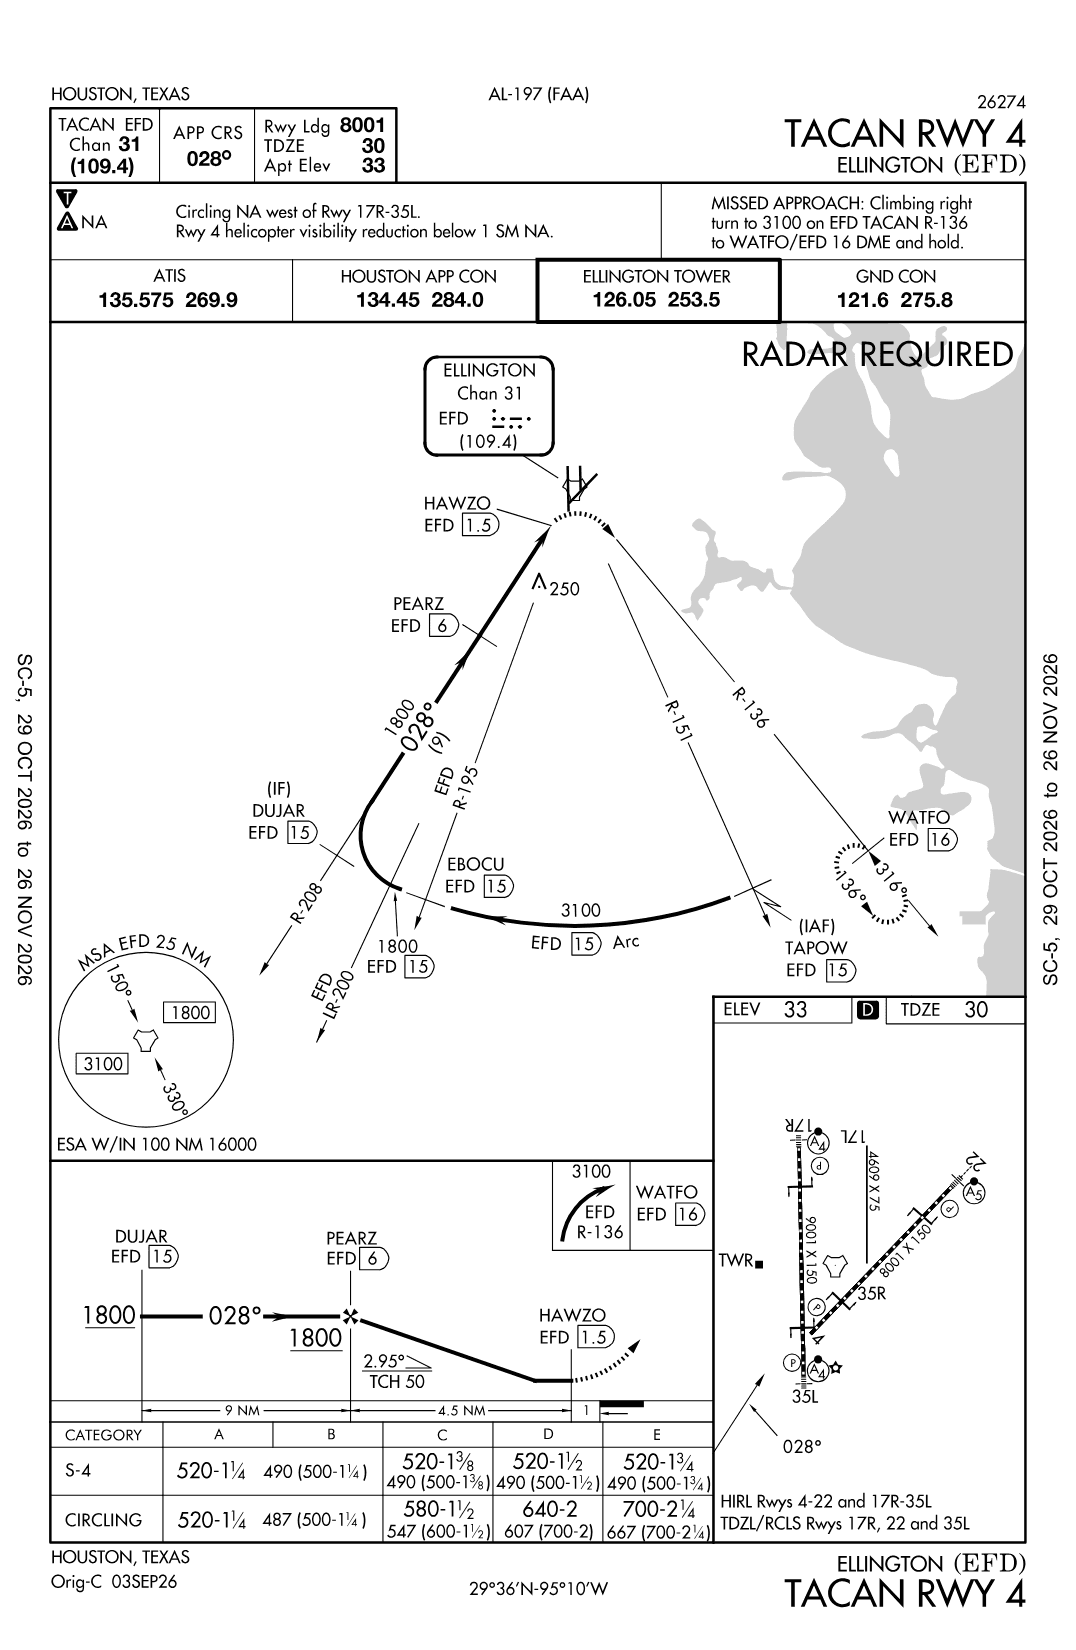 HOUSTON, TEXAS
AL-197 (FAA)
26274
TACAN RWY 4
ELLINGTON (EFD)
TACAN EFD
Chan 31
(109.4)
APP CRS
028°
Rwy Ldg 8001
TDZE 30
Apt Elev 33
T
A NA
Circling NA west of Rwy 17R-35L.
Rwy 4 helicopter visibility reduction below 1 SM NA.
MISSED APPROACH: Climbing right
turn to 3100 on EFD TACAN R-136
to WATFO/EFD 16 DME and hold.
ATIS
135.575 269.9
HOUSTON APP CON
134.45 284.0
ELLINGTON TOWER
126.05 253.5
GND CON
121.6 275.8
RADAR REQUIRED
ELLINGTON
Chan 31
EFD
(109.4)
HAWZO
EFD 1.5
250
PEARZ
EFD 6
1800
028°
(9)
EFD
R-195
R-151
R-136
(IF)
DUJAR
EFD 15
R-208
EBOCU
EFD 15
3100
EFD 15 Arc
1800
EFD 15
EFD
LR-200
(IAF)
TAPOW
EFD 15
WATFO
EFD 16
316°
136°
MSA EFD 25 NM
150°
1800
3100
330°
ESA W/IN 100 NM 16000
ELEV 33
D
TDZE 30
17R
A4
P
17L
4609 X 75
22
A5
P
9001 X 150
8001 X 150
TWR
35R
P
4
P
A4
35L
028°
HIRL Rwys 4-22 and 17R-35L
TDZL/RCLS Rwys 17R, 22 and 35L
3100
EFD
R-136
WATFO
EFD 16
DUJAR
EFD 15
PEARZ
EFD 6
HAWZO
EFD 1.5
1800
028°
1800
2.95°
TCH 50
9 NM
4.5 NM
1
CATEGORY A B C D E
S-4 520-1¼ 490 (500-1¼) 520-1⅜ 490 (500-1⅜) 520-1½ 490 (500-1½) 520-1¾ 490 (500-1¾)
CIRCLING 520-1¼ 487 (500-1¼) 580-1½ 547 (600-1½) 640-2 607 (700-2) 700-2¼ 667 (700-2¼)
HOUSTON, TEXAS
Orig-C 03SEP26
29°36'N-95°10'W
ELLINGTON (EFD)
TACAN RWY 4
SC-5, 29 OCT 2026 to 26 NOV 2026
SC-5, 29 OCT 2026 to 26 NOV 2026